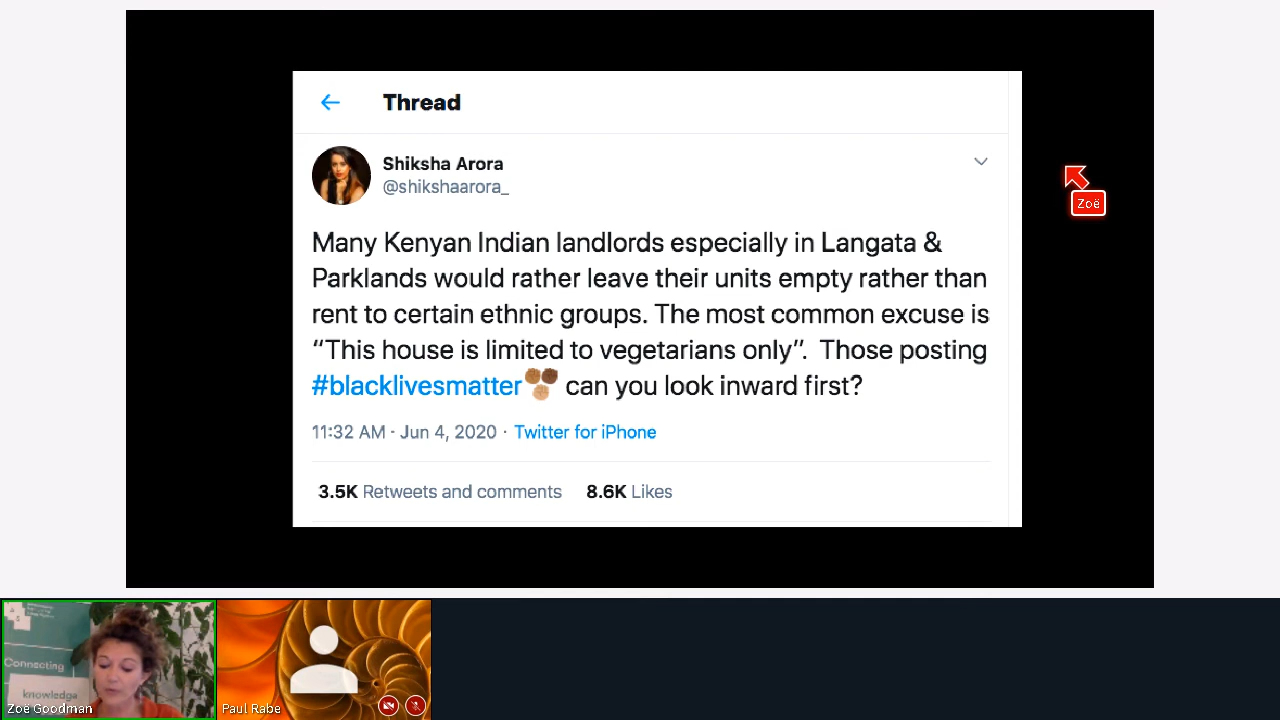 Thread
Shiksha Arora
@shikshaarora_
Many Kenyan Indian landlords especially in Langata &
Parklands would rather leave their units empty rather than
rent to certain ethnic groups. The most common excuse is
“This house is limited to vegetarians only”. Those posting
#blacklivesmatter✊🏾✊🏿✊🏼 can you look inward first?
11:32 AM · Jun 4, 2020 · Twitter for iPhone
3.5K Retweets and comments 8.6K Likes
Zoë
Connecting
knowledge
Zoë Goodman
Paul Rabe